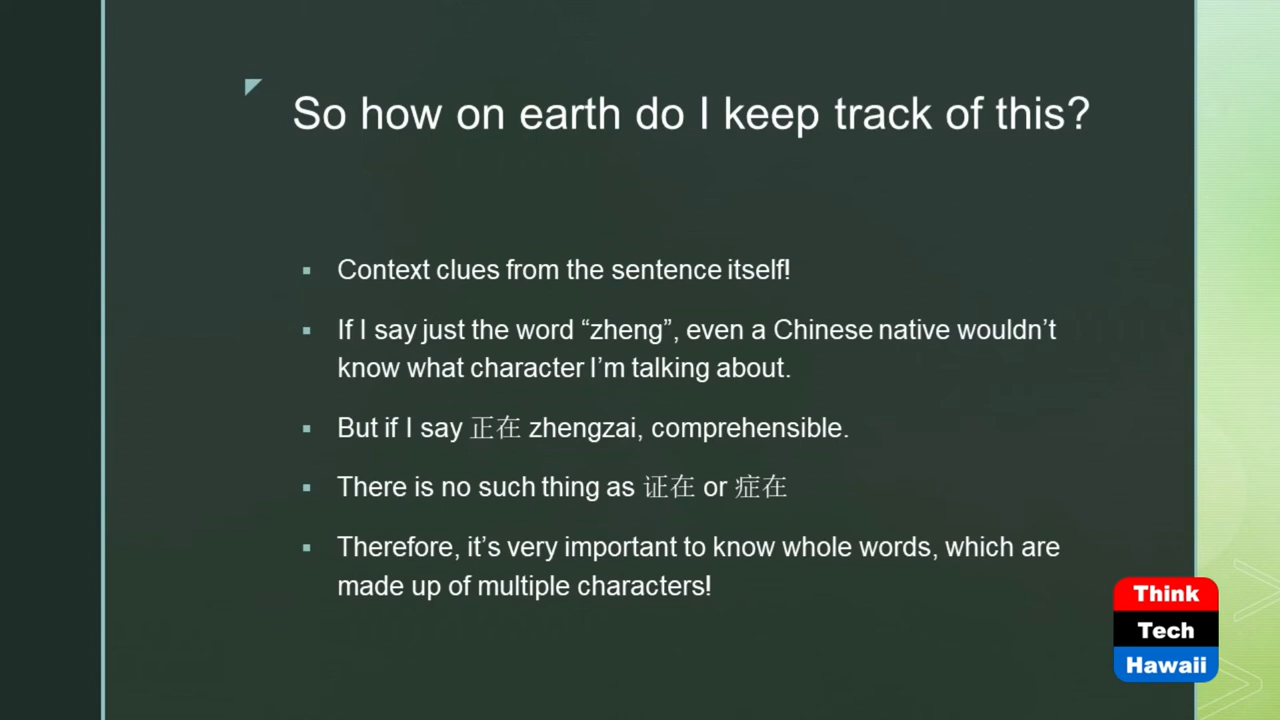 So how on earth do I keep track of this?
▪ Context clues from the sentence itself!
▪ If I say just the word “zheng”, even a Chinese native wouldn’t
know what character I’m talking about.
▪ But if I say 正在 zhengzai, comprehensible.
▪ There is no such thing as 证在 or 症在
▪ Therefore, it’s very important to know whole words, which are
made up of multiple characters!
Think
Tech
Hawaii